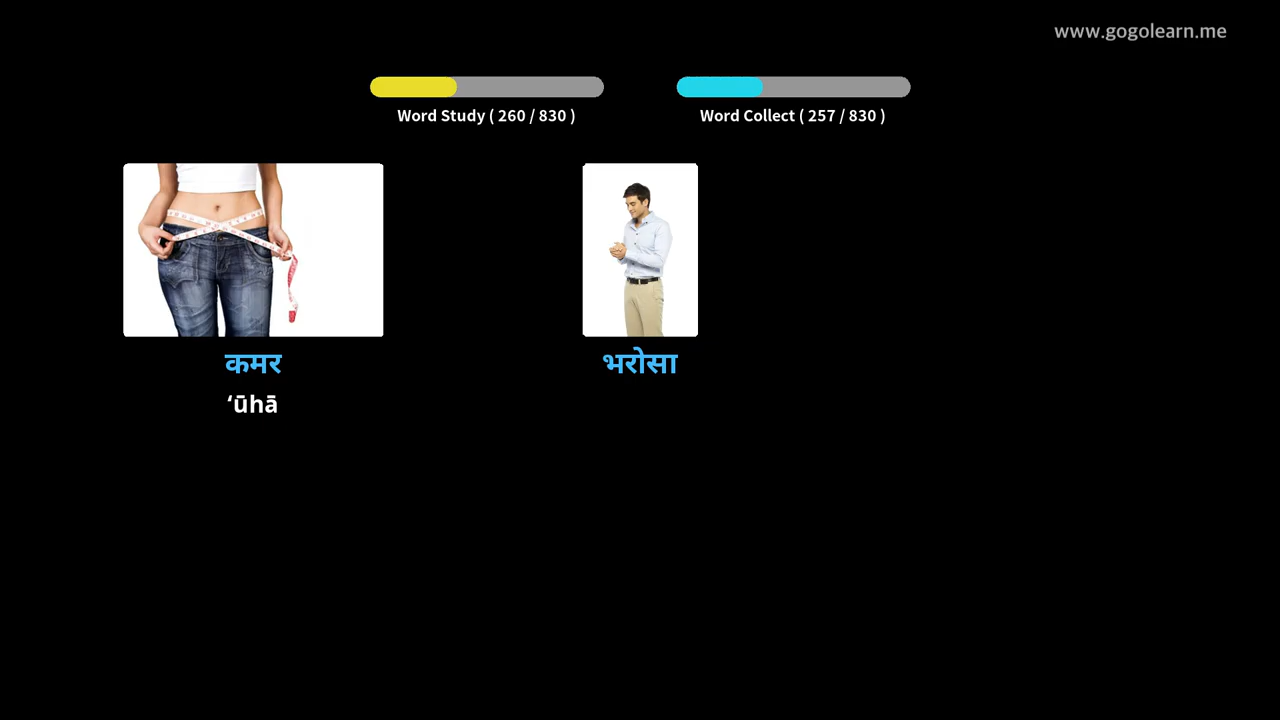 www.gogolearn.me
Word Study ( 260 / 830 )
Word Collect ( 257 / 830 )
कमर
भरोसा
ʻūhā